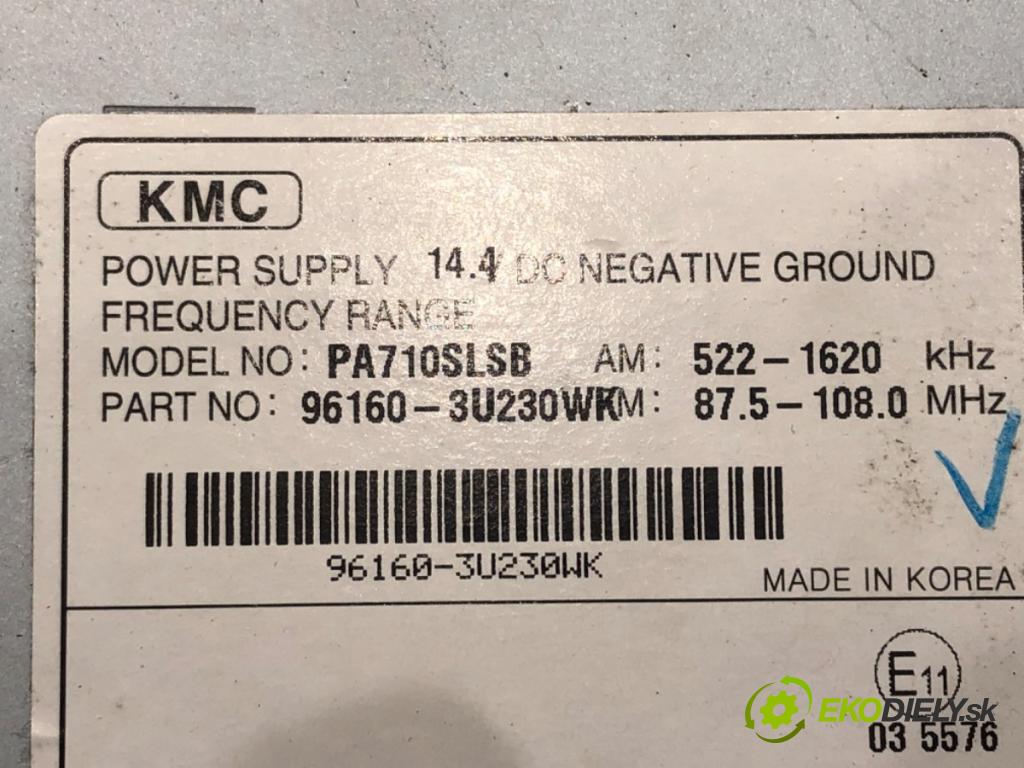 KMC
POWER SUPPLY 14.4 DC NEGATIVE GROUND
FREQUENCY RANGE
MODEL NO: PA710SLSB AM: 522-1620 kHz
PART NO: 96160-3U230WK M: 87.5-108.0 MHz
96160-3U230WK
MADE IN KOREA
E11
EKODIELY.sk
03 5576